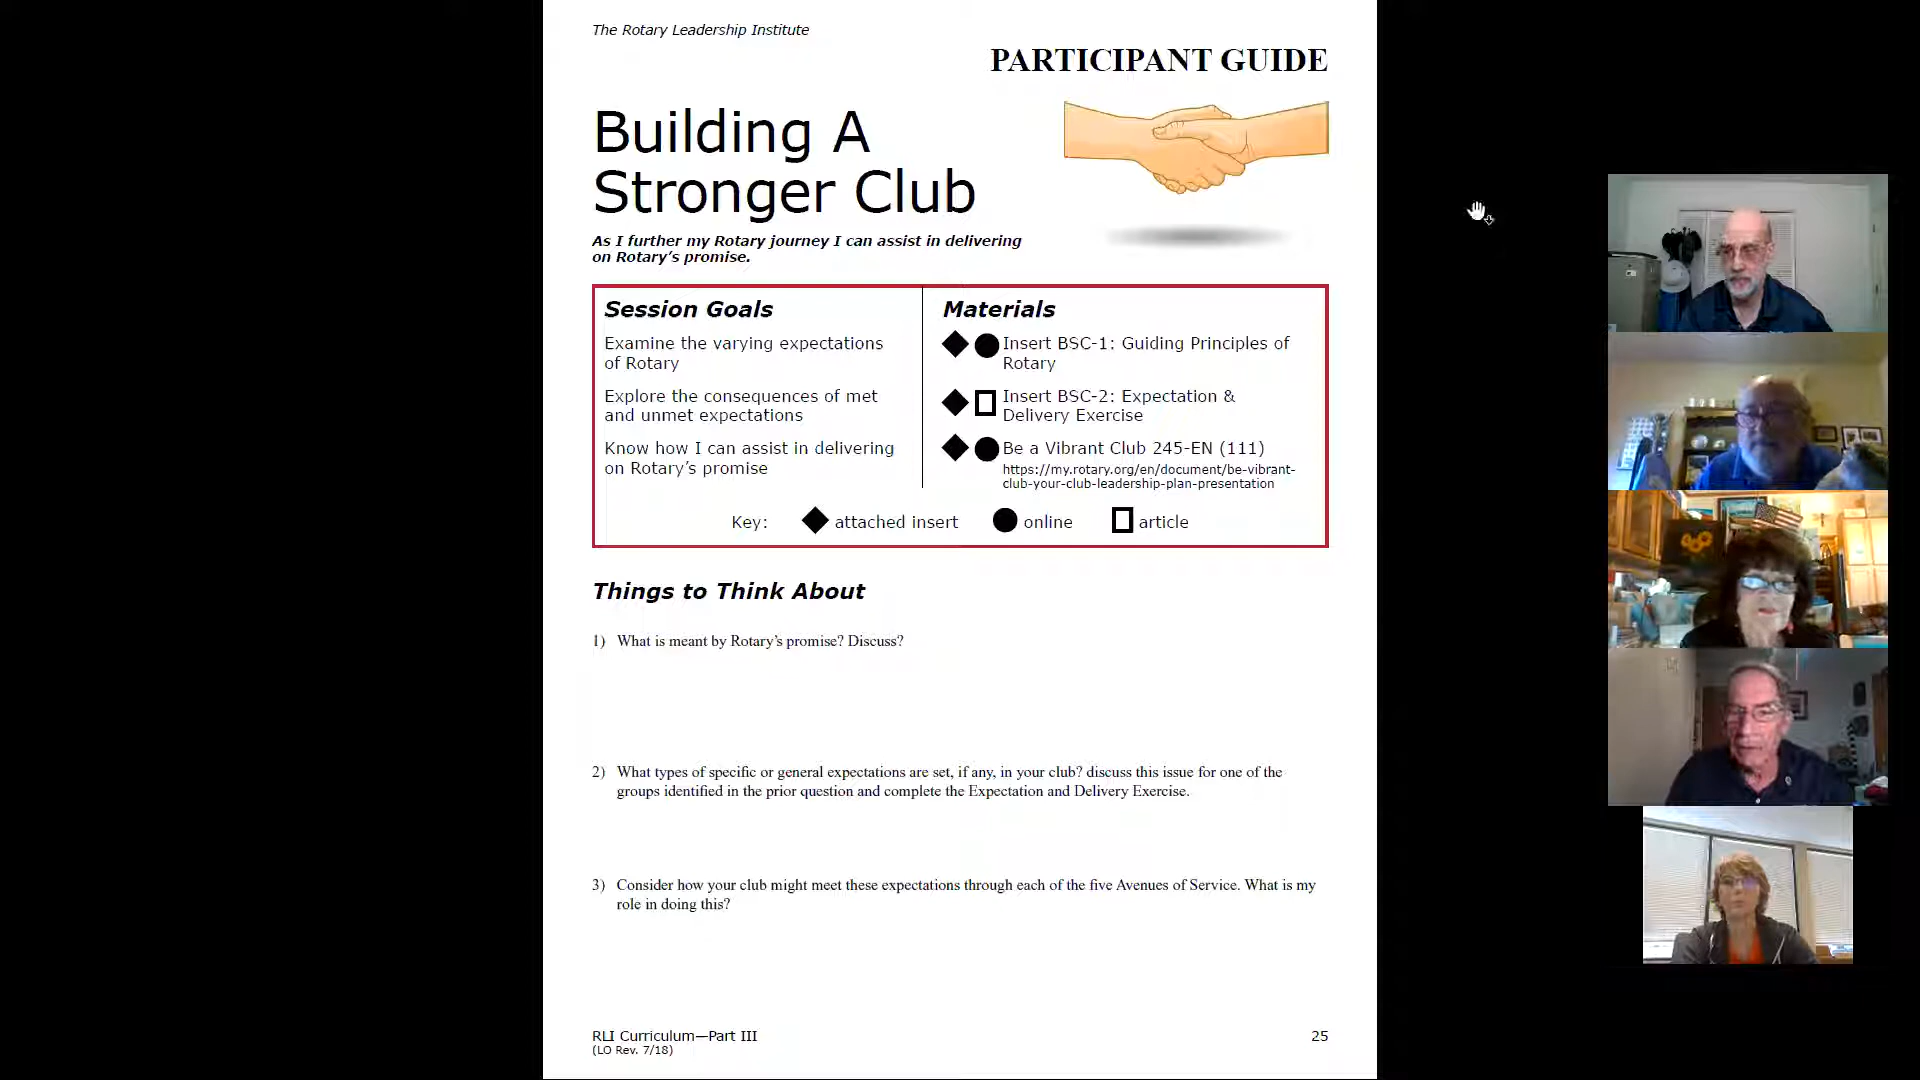 The Rotary Leadership Institute
PARTICIPANT GUIDE
Building A
Stronger Club
As I further my Rotary journey I can assist in delivering
on Rotary's promise.
Session Goals
Examine the varying expectations
of Rotary
Explore the consequences of met
and unmet expectations
Know how I can assist in delivering
on Rotary's promise
Materials
Insert BSC-1: Guiding Principles of
Rotary
Insert BSC-2: Expectation &
Delivery Exercise
Be a Vibrant Club 245-EN (111)
https://my.rotary.org/en/document/be-vibrant-
club-your-club-leadership-plan-presentation
Key: attached insert online article
Things to Think About
1) What is meant by Rotary's promise? Discuss?
2) What types of specific or general expectations are set, if any, in your club? discuss this issue for one of the
groups identified in the prior question and complete the Expectation and Delivery Exercise.
3) Consider how your club might meet these expectations through each of the five Avenues of Service. What is my
role in doing this?
RLI Curriculum—Part III
(LO Rev. 7/18)
25